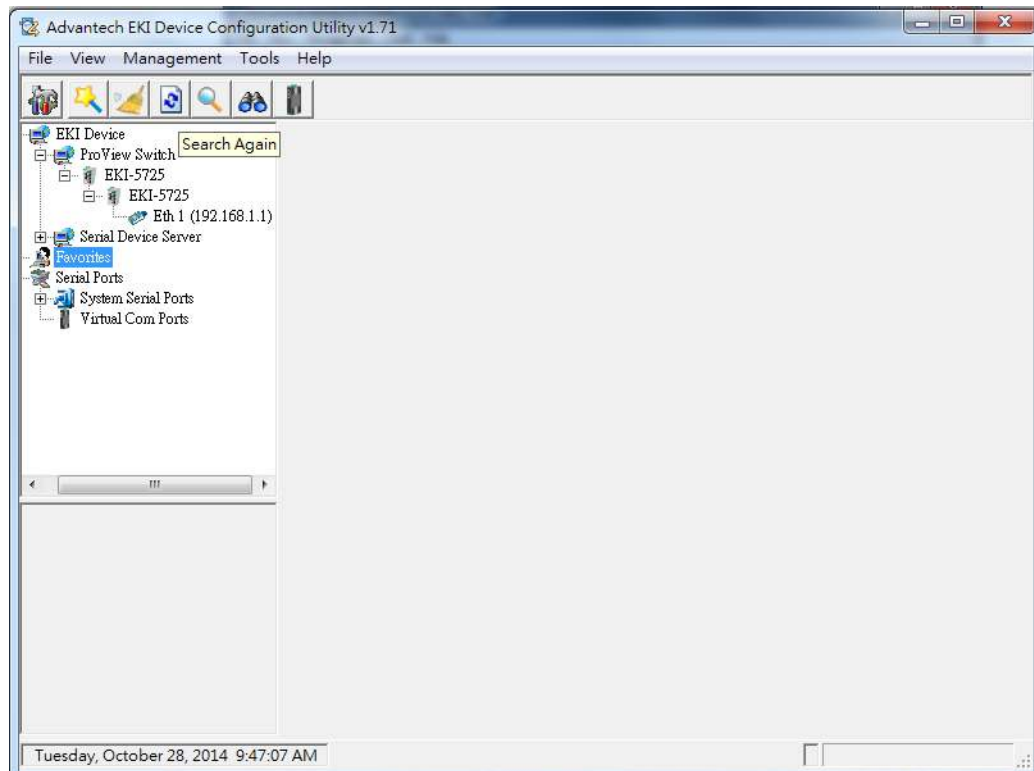 Advantech EKI Device Configuration Utility v1.71
File View Management Tools Help
EKI Device
Search Again
ProView Switch
EKI-5725
EKI-5725
Eth 1 (192.168.1.1)
Serial Device Server
Favorites
Serial Ports
System Serial Ports
Virtual Com Ports
Tuesday, October 28, 2014 9:47:07 AM